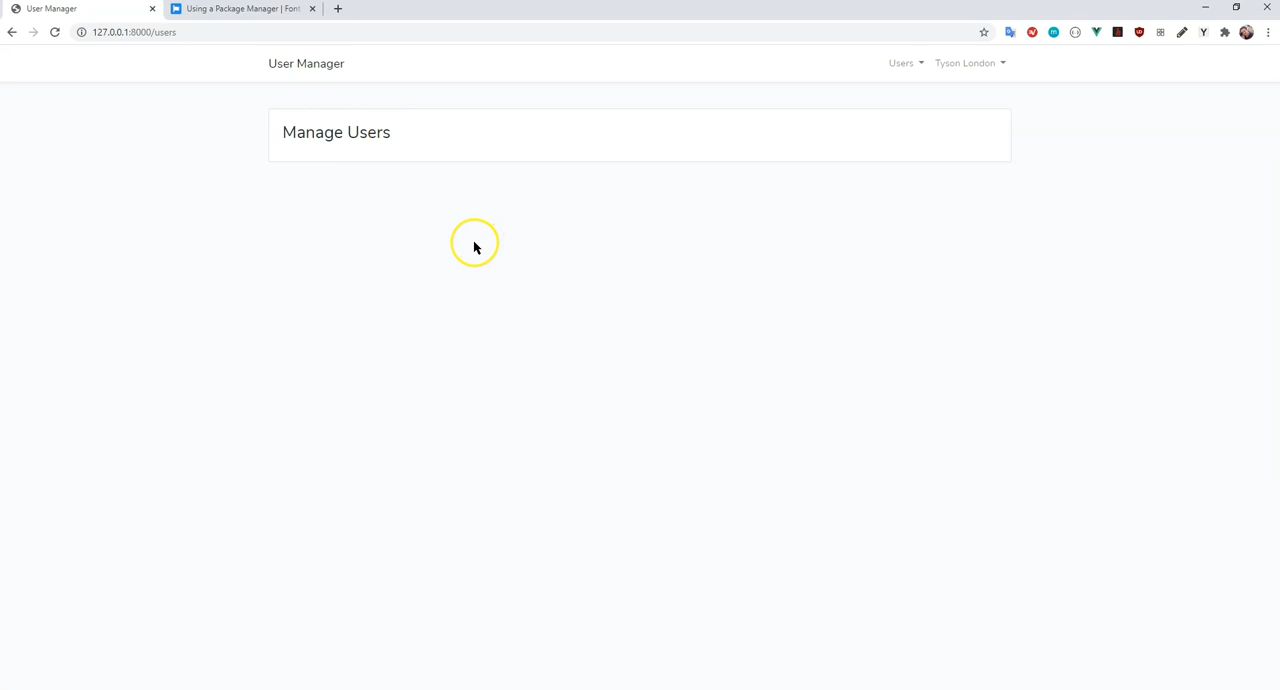 User Manager
Using a Package Manager | Font
127.0.0.1:8000/users
User Manager
Users
Tyson London
Manage Users